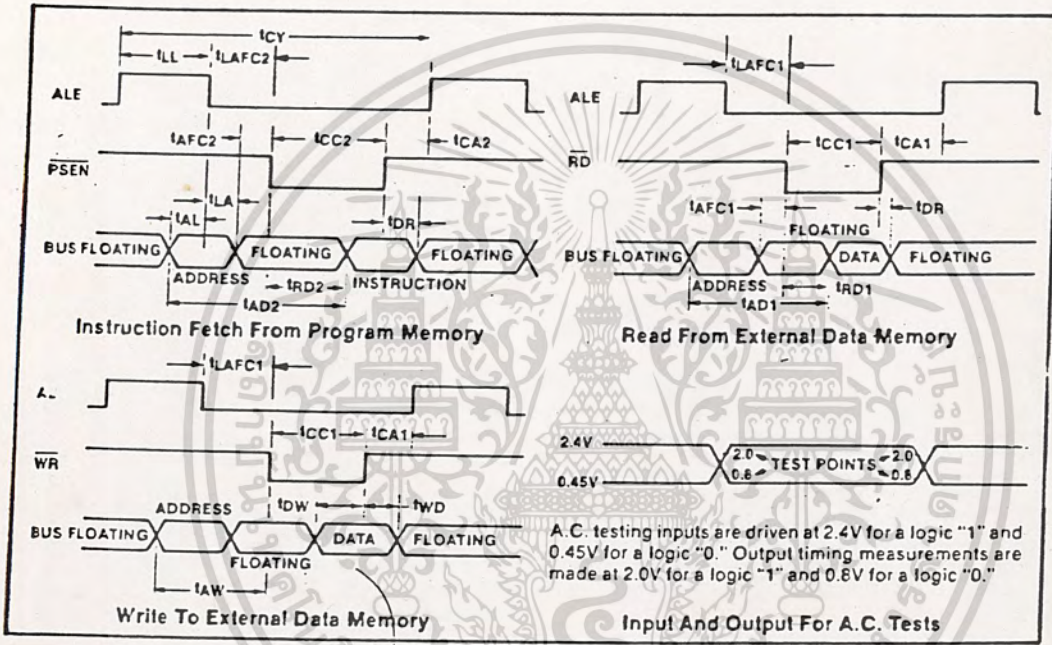 tCY
tLL
tLAFC2
ALE
tAFC2
tCC2
tCA2
PSEN
tLA
tAL
tDR
BUS FLOATING
FLOATING
FLOATING
ADDRESS
tRD2
INSTRUCTION
tAD2
Instruction Fetch From Program Memory
tLAFC1
ALE
tCC1
tCA1
RD
tAFC1
tDR
FLOATING
BUS FLOATING
DATA
FLOATING
ADDRESS
tRD1
tAD1
Read From External Data Memory
tLAFC1
A
tCC1
tCA1
WR
ADDRESS
tDW
tWD
BUS FLOATING
DATA
FLOATING
FLOATING
tAW
Write To External Data Memory
2.4V
2.0
TEST POINTS
2.0
0.8
0.8
0.45V
A.C. testing inputs are driven at 2.4V for a logic "1" and
0.45V for a logic "0." Output timing measurements are
made at 2.0V for a logic "1" and 0.8V for a logic "0."
Input And Output For A.C. Tests